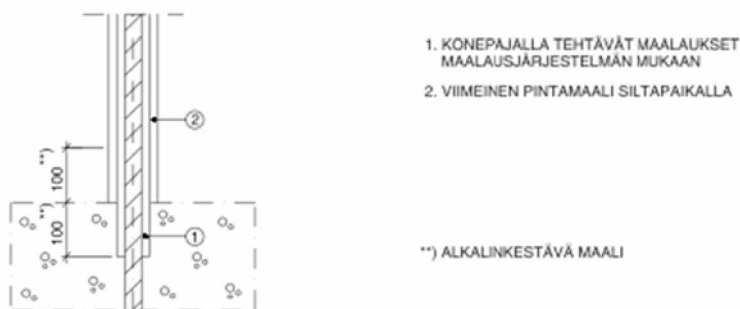 1. KONEPAJALLA TEHTÄVÄT MAALAUKSET
MAALAUSJÄRJESTELMÄN MUKAAN
2. VIIMEINEN PINTAMAALI SILTAPAIKALLA
2
100 **)
100 **)
1
**) ALKALINKESTÄVÄ MAALI